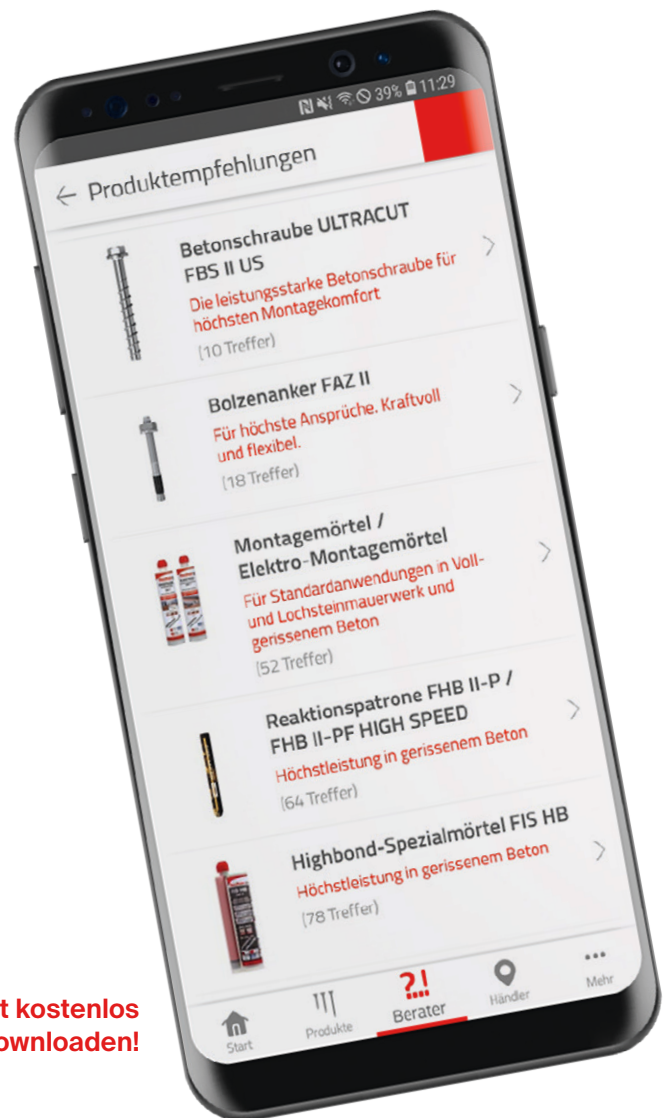 39% 11:29
Produktempfehlungen
Betonschraube ULTRACUT
FBS II US
Die leistungsstarke Betonschraube für
höchsten Montagekomfort
(10 Treffer)
Bolzenanker FAZ II
Für höchste Ansprüche. Kraftvoll
und flexibel.
(18 Treffer)
Montagemörtel /
Elektro-Montagemörtel
Für Standardanwendungen in Voll-
und Lochsteinmauerwerk und
gerissenem Beton
(52 Treffer)
Reaktionspatrone FHB II-P /
FHB II-PF HIGH SPEED
Höchstleistung in gerissenem Beton
(64 Treffer)
Highbond-Spezialmörtel FIS HB
Höchstleistung in gerissenem Beton
(78 Treffer)
Start Produkte Berater Händler Mehr
t kostenlos
ownloaden!